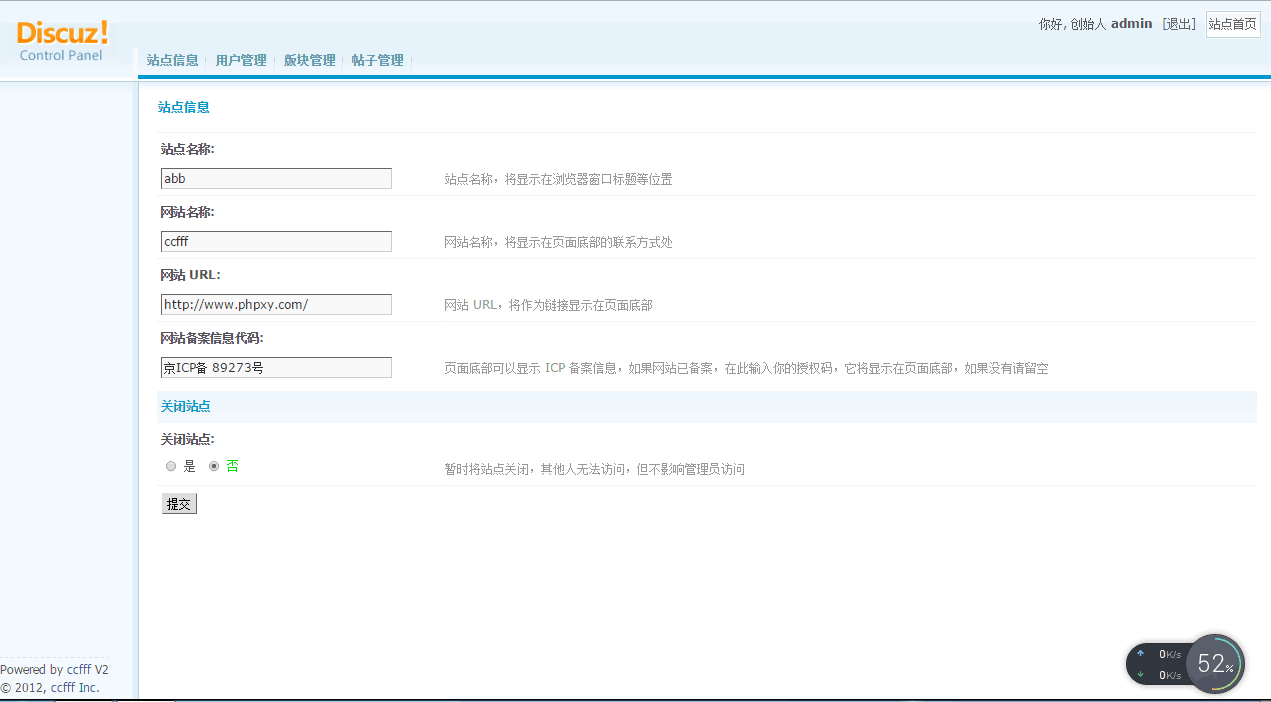 Discuz!
Control Panel
你好, 创始人 admin [退出] 站点首页
站点信息 用户管理 版块管理 帖子管理
站点信息
站点名称:
abb 站点名称，将显示在浏览器窗口标题等位置
网站名称:
ccfff 网站名称，将显示在页面底部的联系方式处
网站 URL:
http://www.phpxy.com/ 网站 URL，将作为链接显示在页面底部
网站备案信息代码:
京ICP备 89273号 页面底部可以显示 ICP 备案信息，如果网站已备案，在此输入你的授权码，它将显示在页面底部，如果没有请留空
关闭站点
关闭站点:
是 否 暂时将站点关闭，其他人无法访问，但不影响管理员访问
提交
Powered by ccfff V2
© 2012, ccfff Inc.
0K/s
0K/s
52%